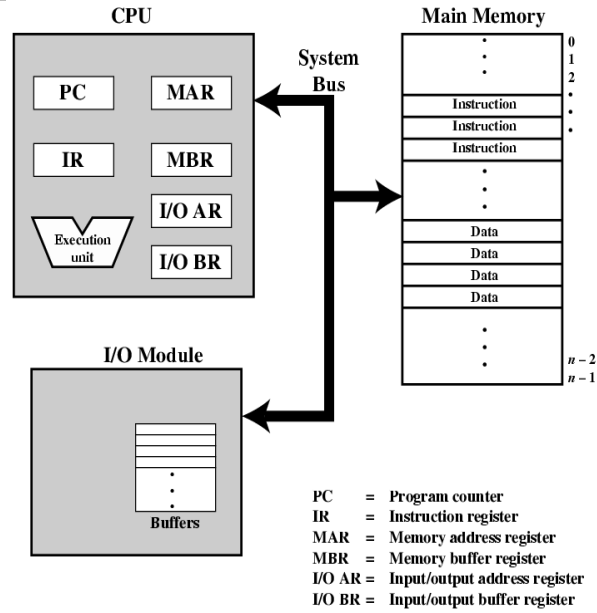 CPU
Main Memory
System
Bus
PC
MAR
IR
MBR
I/O AR
I/O BR
Execution
unit
0
1
2
Instruction
Instruction
Instruction
Data
Data
Data
Data
n – 2
n – 1
I/O Module
Buffers
PC = Program counter
IR = Instruction register
MAR = Memory address register
MBR = Memory buffer register
I/O AR = Input/output address register
I/O BR = Input/output buffer register